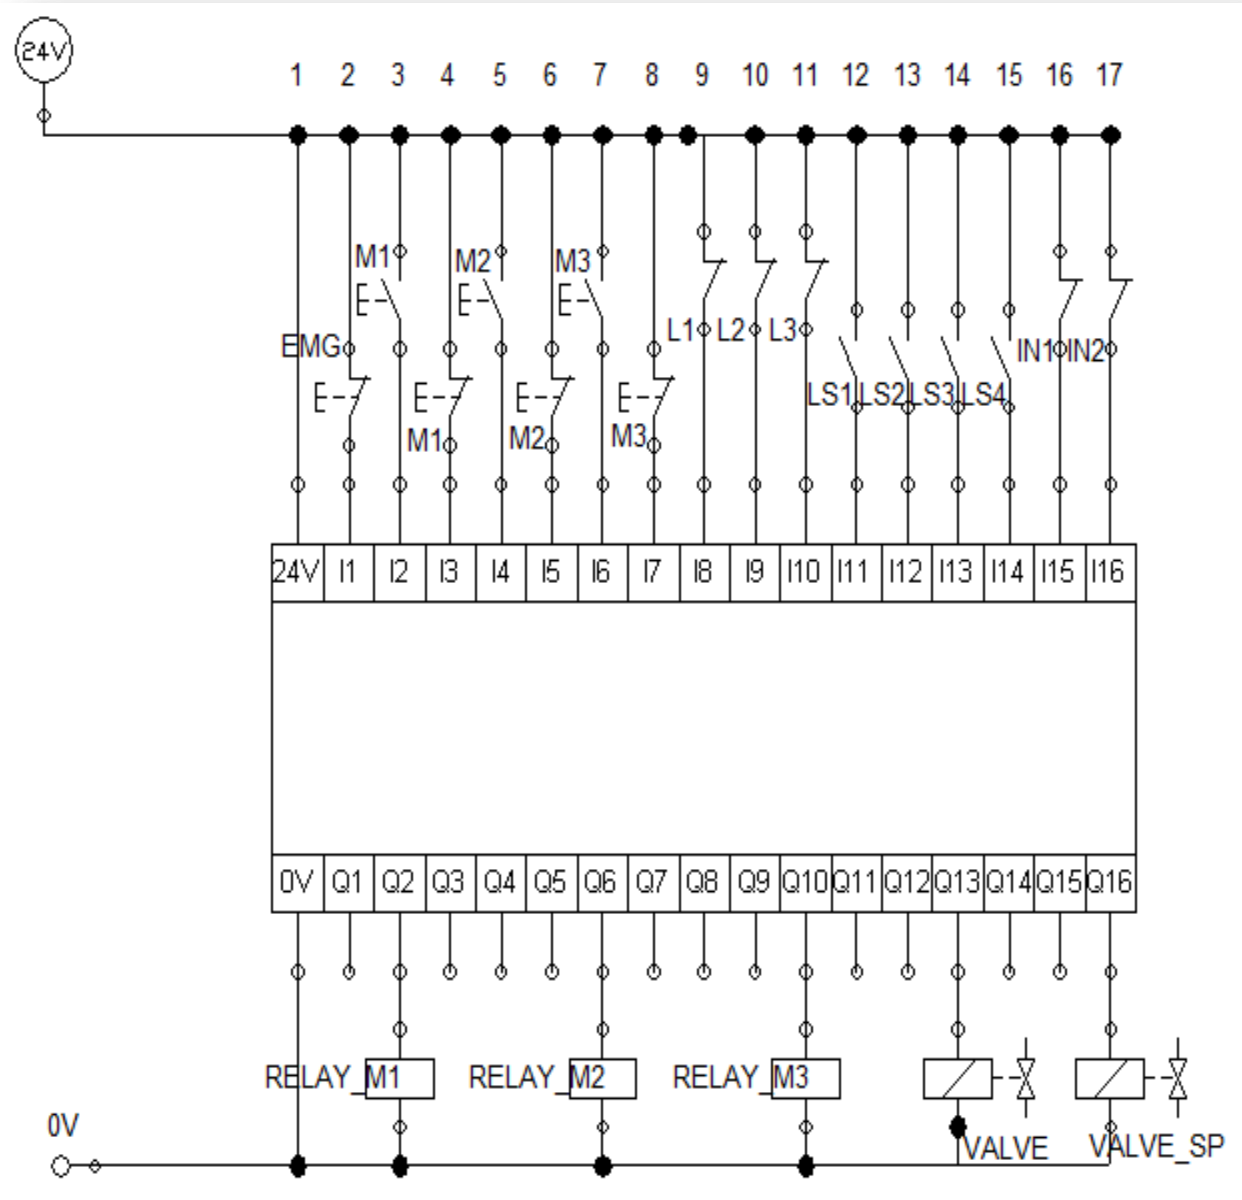 24V
1 2 3 4 5 6 7 8 9 10 11 12 13 14 15 16 17
M1 M2 M3
EMG L1 L2 L3 IN1 IN2
LS1 LS2 LS3 LS4
M1 M2 M3
24V I1 I2 I3 I4 I5 I6 I7 I8 I9 I10 I11 I12 I13 I14 I15 I16
0V Q1 Q2 Q3 Q4 Q5 Q6 Q7 Q8 Q9 Q10 Q11 Q12 Q13 Q14 Q15 Q16
RELAY_M1 RELAY_M2 RELAY_M3
0V VALVE VALVE_SP